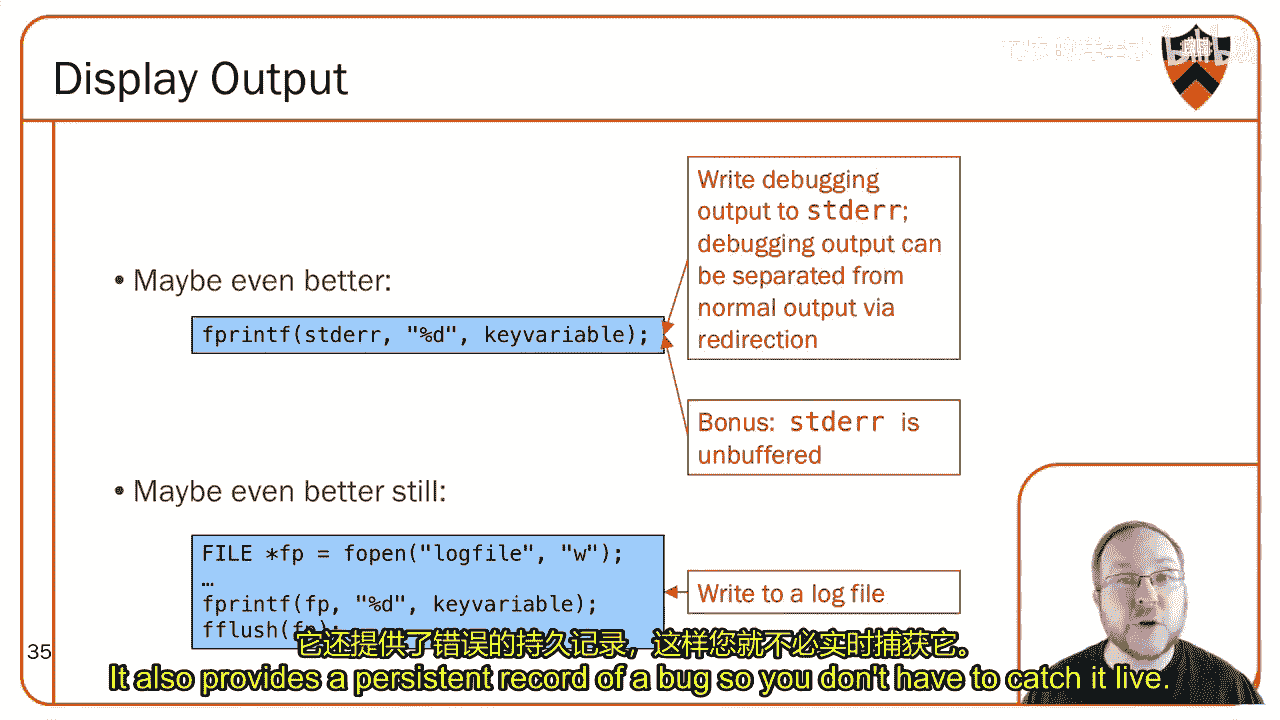 Display Output
Write debugging
output to stderr;
debugging output can
be separated from
normal output via
redirection
• Maybe even better:
fprintf(stderr, "%d", keyvariable);
Bonus: stderr is
unbuffered
• Maybe even better still:
FILE *fp = fopen("logfile", "w");
…
fprintf(fp, "%d", keyvariable);
fflush(fp);
Write to a log file
35
它还提供了错误的持久记录，这样您就不必实时捕获它。
It also provides a persistent record of a bug so you don't have to catch it live.